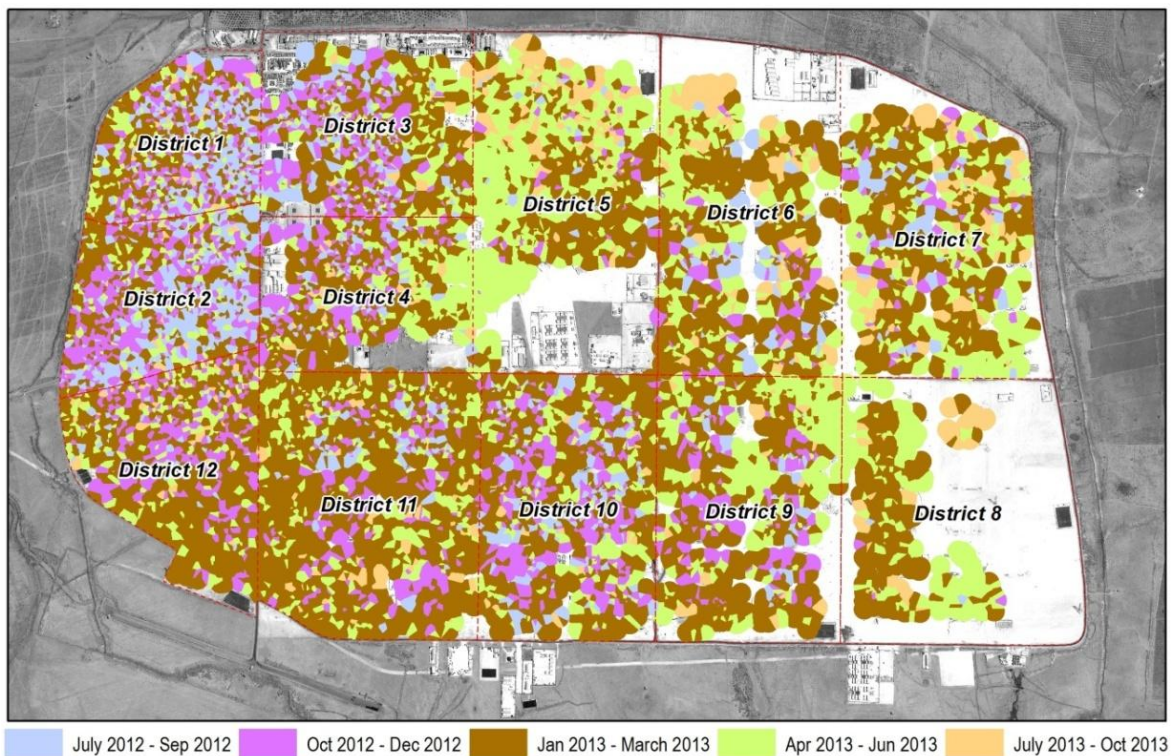 District 1
District 3
District 5
District 6
District 7
District 2
District 4
District 12
District 11
District 10
District 9
District 8
July 2012 - Sep 2012
Oct 2012 - Dec 2012
Jan 2013 - March 2013
Apr 2013 - Jun 2013
July 2013 - Oct 2013